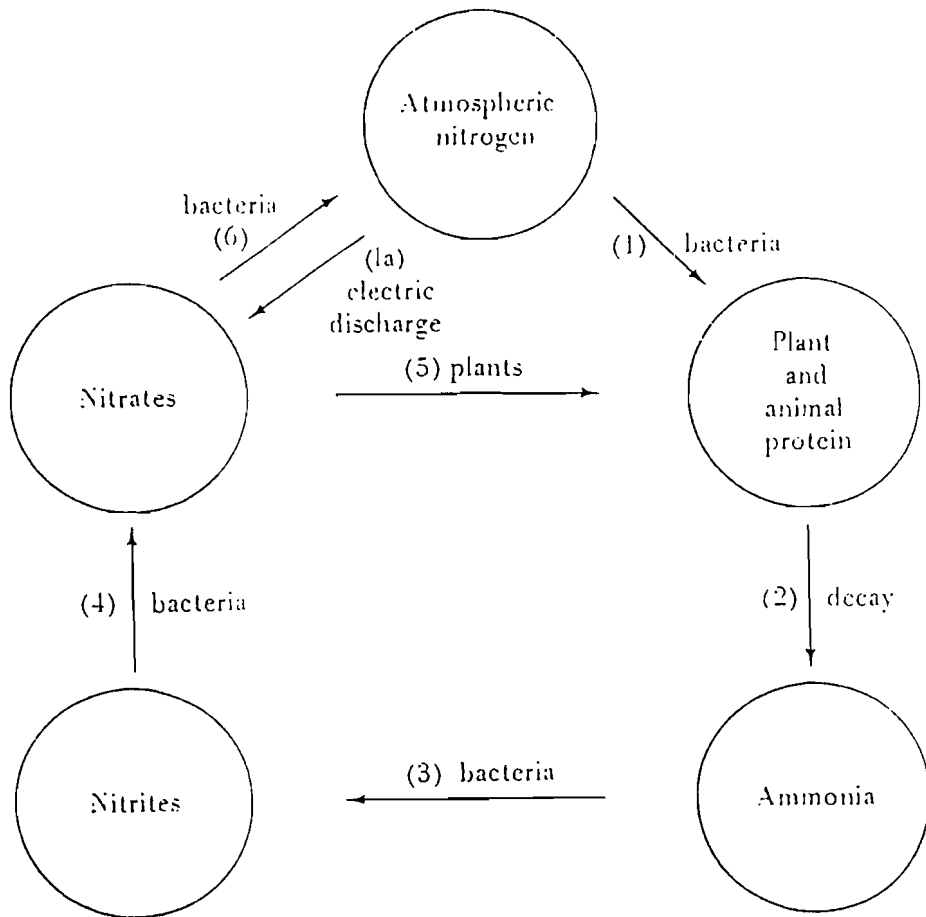 Atmospheric
nitrogen
bacteria
(6)
(1a)
electric
discharge
(1) bacteria
Nitrates
(5) plants
Plant
and
animal
protein
(4) bacteria
(2) decay
Nitrites
(3) bacteria
Ammonia